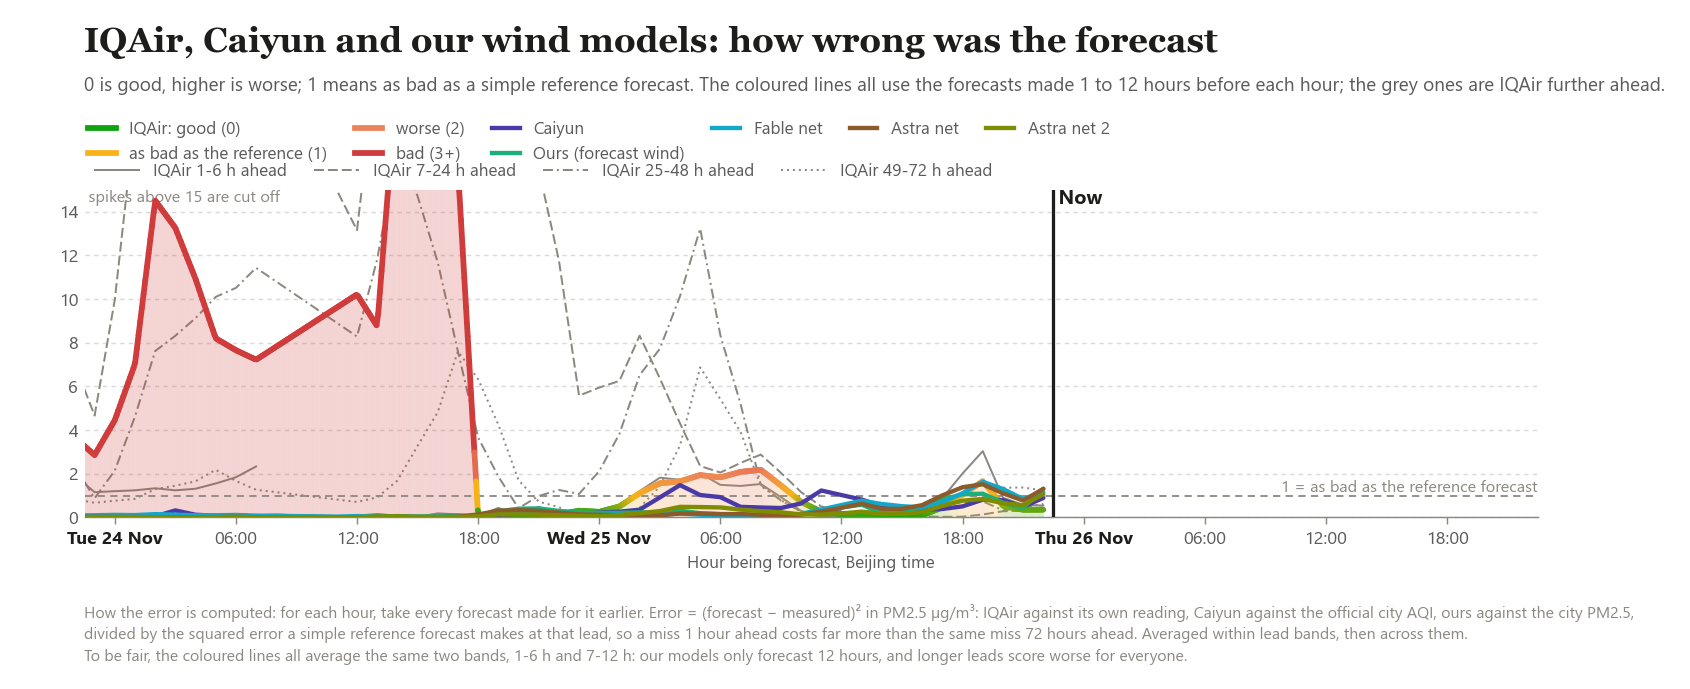 IQAir, Caiyun and our wind models: how wrong was the forecast
0 is good, higher is worse; 1 means as bad as a simple reference forecast. The coloured lines all use the forecasts made 1 to 12 hours before each hour; the grey ones are IQAir further ahead.
IQAir: good (0) worse (2) Caiyun Fable net Astra net Astra net 2
as bad as the reference (1) bad (3+) Ours (forecast wind)
IQAir 1-6 h ahead IQAir 7-24 h ahead IQAir 25-48 h ahead IQAir 49-72 h ahead
spikes above 15 are cut off
Now
14
12
10
8
6
4
2
1 = as bad as the reference forecast
0
Tue 24 Nov 06:00 12:00 18:00 Wed 25 Nov 06:00 12:00 18:00 Thu 26 Nov 06:00 12:00 18:00
Hour being forecast, Beijing time
How the error is computed: for each hour, take every forecast made for it earlier. Error = (forecast − measured)² in PM2.5 µg/m³: IQAir against its own reading, Caiyun against the official city AQI, ours against the city PM2.5,
divided by the squared error a simple reference forecast makes at that lead, so a miss 1 hour ahead costs far more than the same miss 72 hours ahead. Averaged within lead bands, then across them.
To be fair, the coloured lines all average the same two bands, 1-6 h and 7-12 h: our models only forecast 12 hours, and longer leads score worse for everyone.